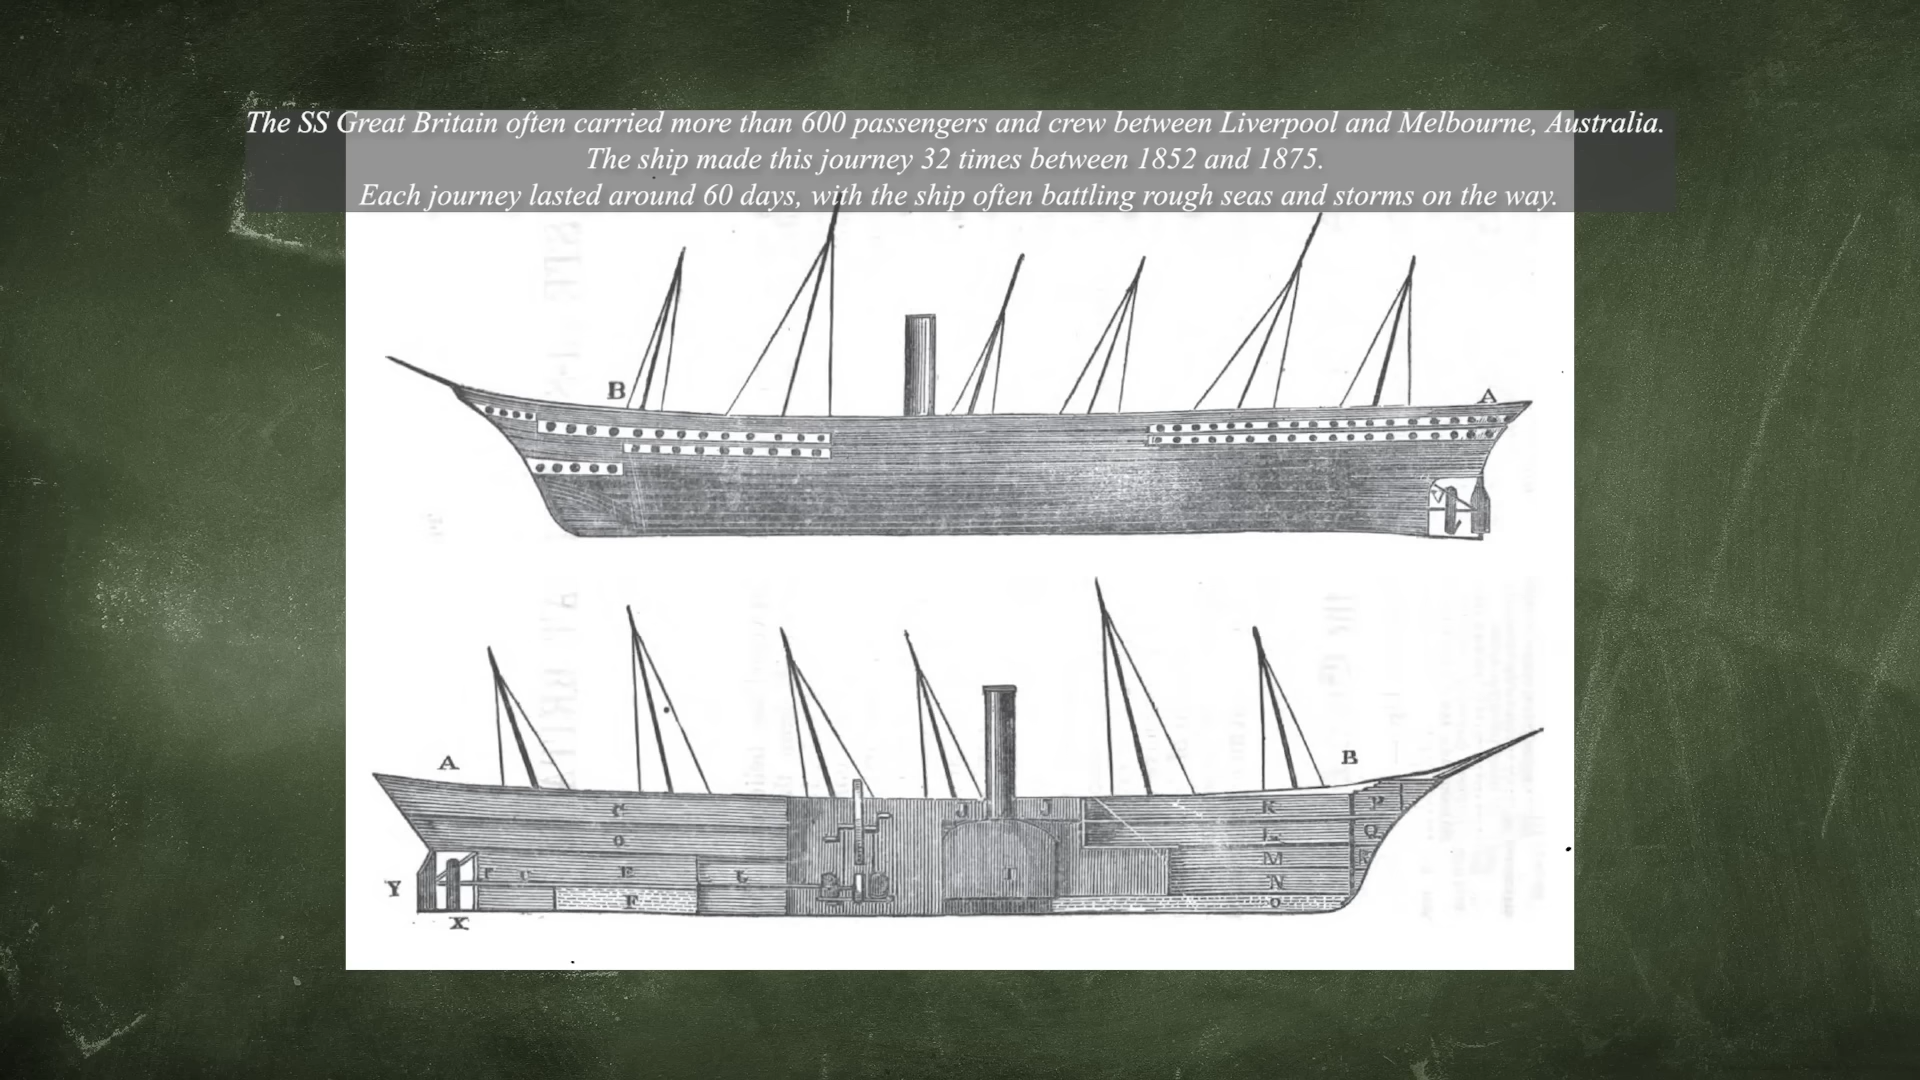 The SS Great Britain often carried more than 600 passengers and crew between Liverpool and Melbourne, Australia.
The ship made this journey 32 times between 1852 and 1875.
Each journey lasted around 60 days, with the ship often battling rough seas and storms on the way.
B
A
A
B
J J K P
L Q
M
E I N
F O
Y
X